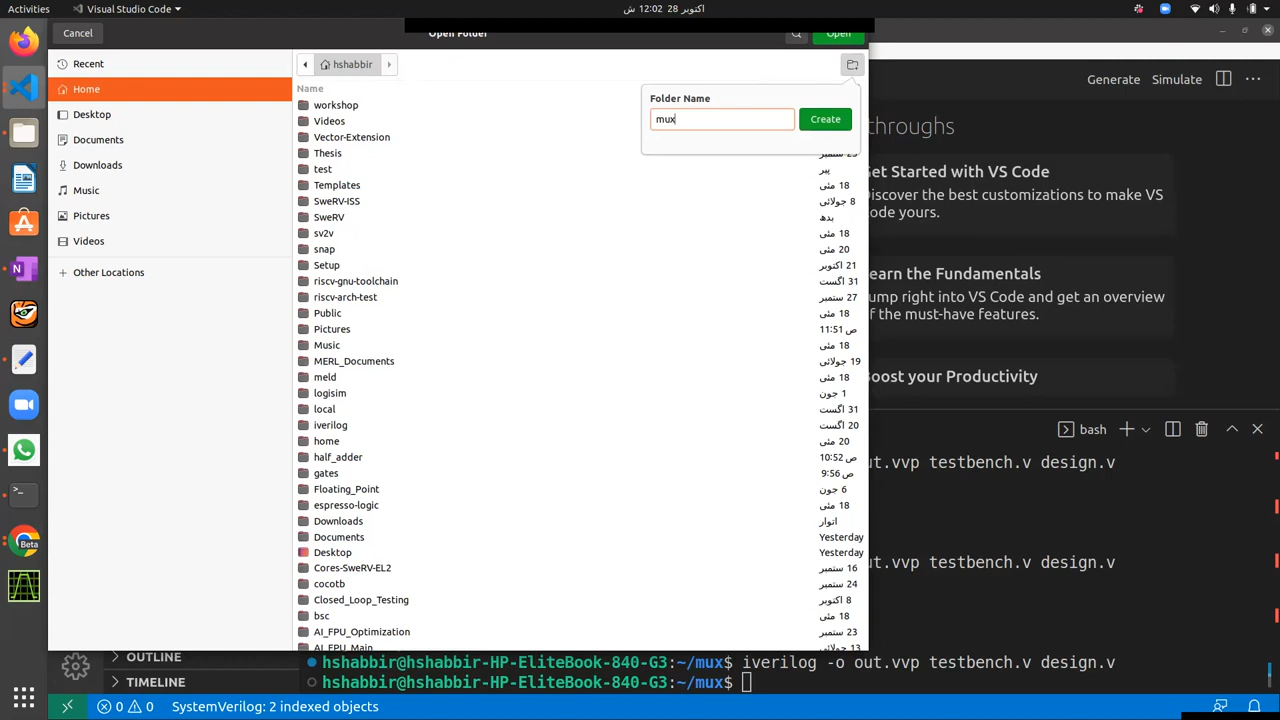 Activities
Visual Studio Code
اکتوبر 28 12:02 ش
Cancel
Open Folder
Open
hshabbir
Recent
Home
Desktop
Documents
Downloads
Music
Pictures
Videos
Other Locations
Name
workshop
Videos
Vector-Extension
Thesis
test پیر
Templates 18 مئی
SweRV-ISS 8 جولائی
SweRV بدھ
sv2v 18 مئی
snap 20 مئی
Setup 21 اکتوبر
riscv-gnu-toolchain 31 اگست
riscv-arch-test 27 ستمبر
Public 18 مئی
Pictures 11:51 ص
Music 18 مئی
MERL_Documents 19 جولائی
meld 18 مئی
logisim 1 جون
local 31 اگست
iverilog 20 اگست
home 20 مئی
half_adder 10:52 ص
gates 9:56 ص
Floating_Point 6 جون
espresso-logic 18 مئی
Downloads اتوار
Documents Yesterday
Desktop Yesterday
Cores-SweRV-EL2 16 ستمبر
cocotb 24 ستمبر
Closed_Loop_Testing 8 اکتوبر
bsc 18 مئی
AI_FPU_Optimization 23 ستمبر
AI_FPU_Main 13 جولائی
Folder Name
mux
Create
Generate Simulate
throughs
Get Started with VS Code
iscover the best customizations to make VS
ode yours.
earn the Fundamentals
ump right into VS Code and get an overview
f the must-have features.
oost your Productivity
bash
ut.vvp testbench.v design.v
ut.vvp testbench.v design.v
hshabbir@hshabbir-HP-EliteBook-840-G3:~/mux$ iverilog -o out.vvp testbench.v design.v
hshabbir@hshabbir-HP-EliteBook-840-G3:~/mux$
OUTLINE
TIMELINE
0 0 SystemVerilog: 2 indexed objects
Beta